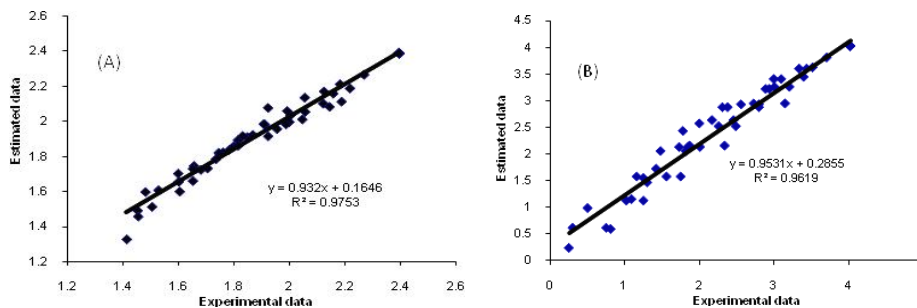 2.6
2.4
2.2
2
1.8
1.6
1.4
1.2
Estimated data
(A)
y = 0.932x + 0.1646
R² = 0.9753
1.2 1.4 1.6 1.8 2 2.2 2.4 2.6
Experimental data
4.5
4
3.5
3
2.5
2
1.5
1
0.5
0
Estimated data
(B)
y = 0.9531x + 0.2855
R² = 0.9619
0 1 2 3 4
Experimental data